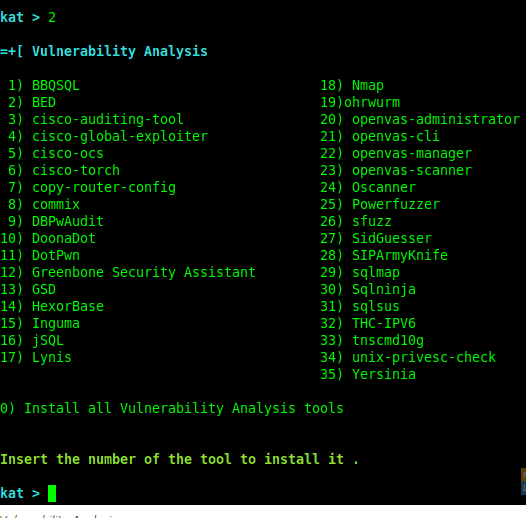 kat > 2
=+[ Vulnerability Analysis
1) BBQSQL 18) Nmap
2) BED 19)ohrwurm
3) cisco-auditing-tool 20) openvas-administrator
4) cisco-global-exploiter 21) openvas-cli
5) cisco-ocs 22) openvas-manager
6) cisco-torch 23) openvas-scanner
7) copy-router-config 24) Oscanner
8) commix 25) Powerfuzzer
9) DBPwAudit 26) sfuzz
10) DoonaDot 27) SidGuesser
11) DotPwn 28) SIPArmyKnife
12) Greenbone Security Assistant 29) sqlmap
13) GSD 30) Sqlninja
14) HexorBase 31) sqlsus
15) Inguma 32) THC-IPV6
16) jSQL 33) tnscmd10g
17) Lynis 34) unix-privesc-check
35) Yersinia
0) Install all Vulnerability Analysis tools
Insert the number of the tool to install it .
kat >